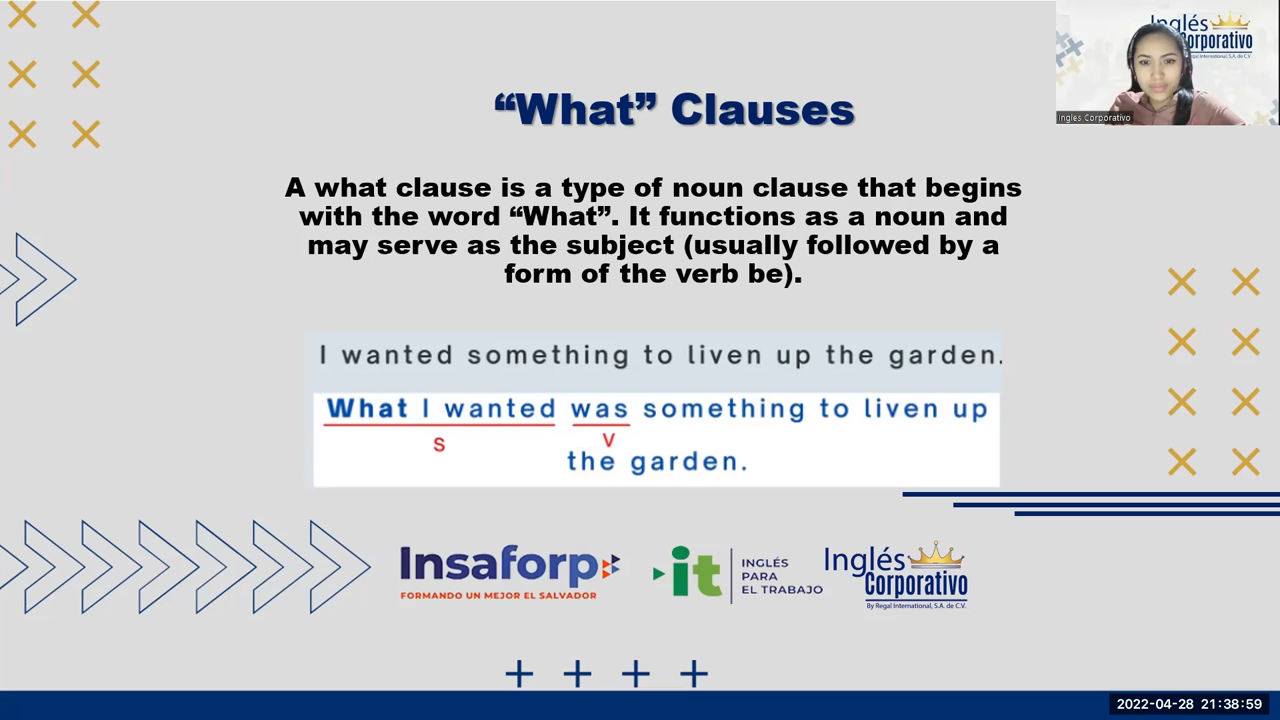 Inglés
Corporativo
Ingles Corporativo
“What” Clauses
A what clause is a type of noun clause that begins
with the word “What”. It functions as a noun and
may serve as the subject (usually followed by a
form of the verb be).
I wanted something to liven up the garden.
What I wanted was something to liven up
S
V
the garden.
Insaforp
FORMANDO UN MEJOR EL SALVADOR
it
INGLÉS
PARA
EL TRABAJO
Inglés
Corporativo
By Regal International, S.A. de C.V.
2022-04-28 21:38:59